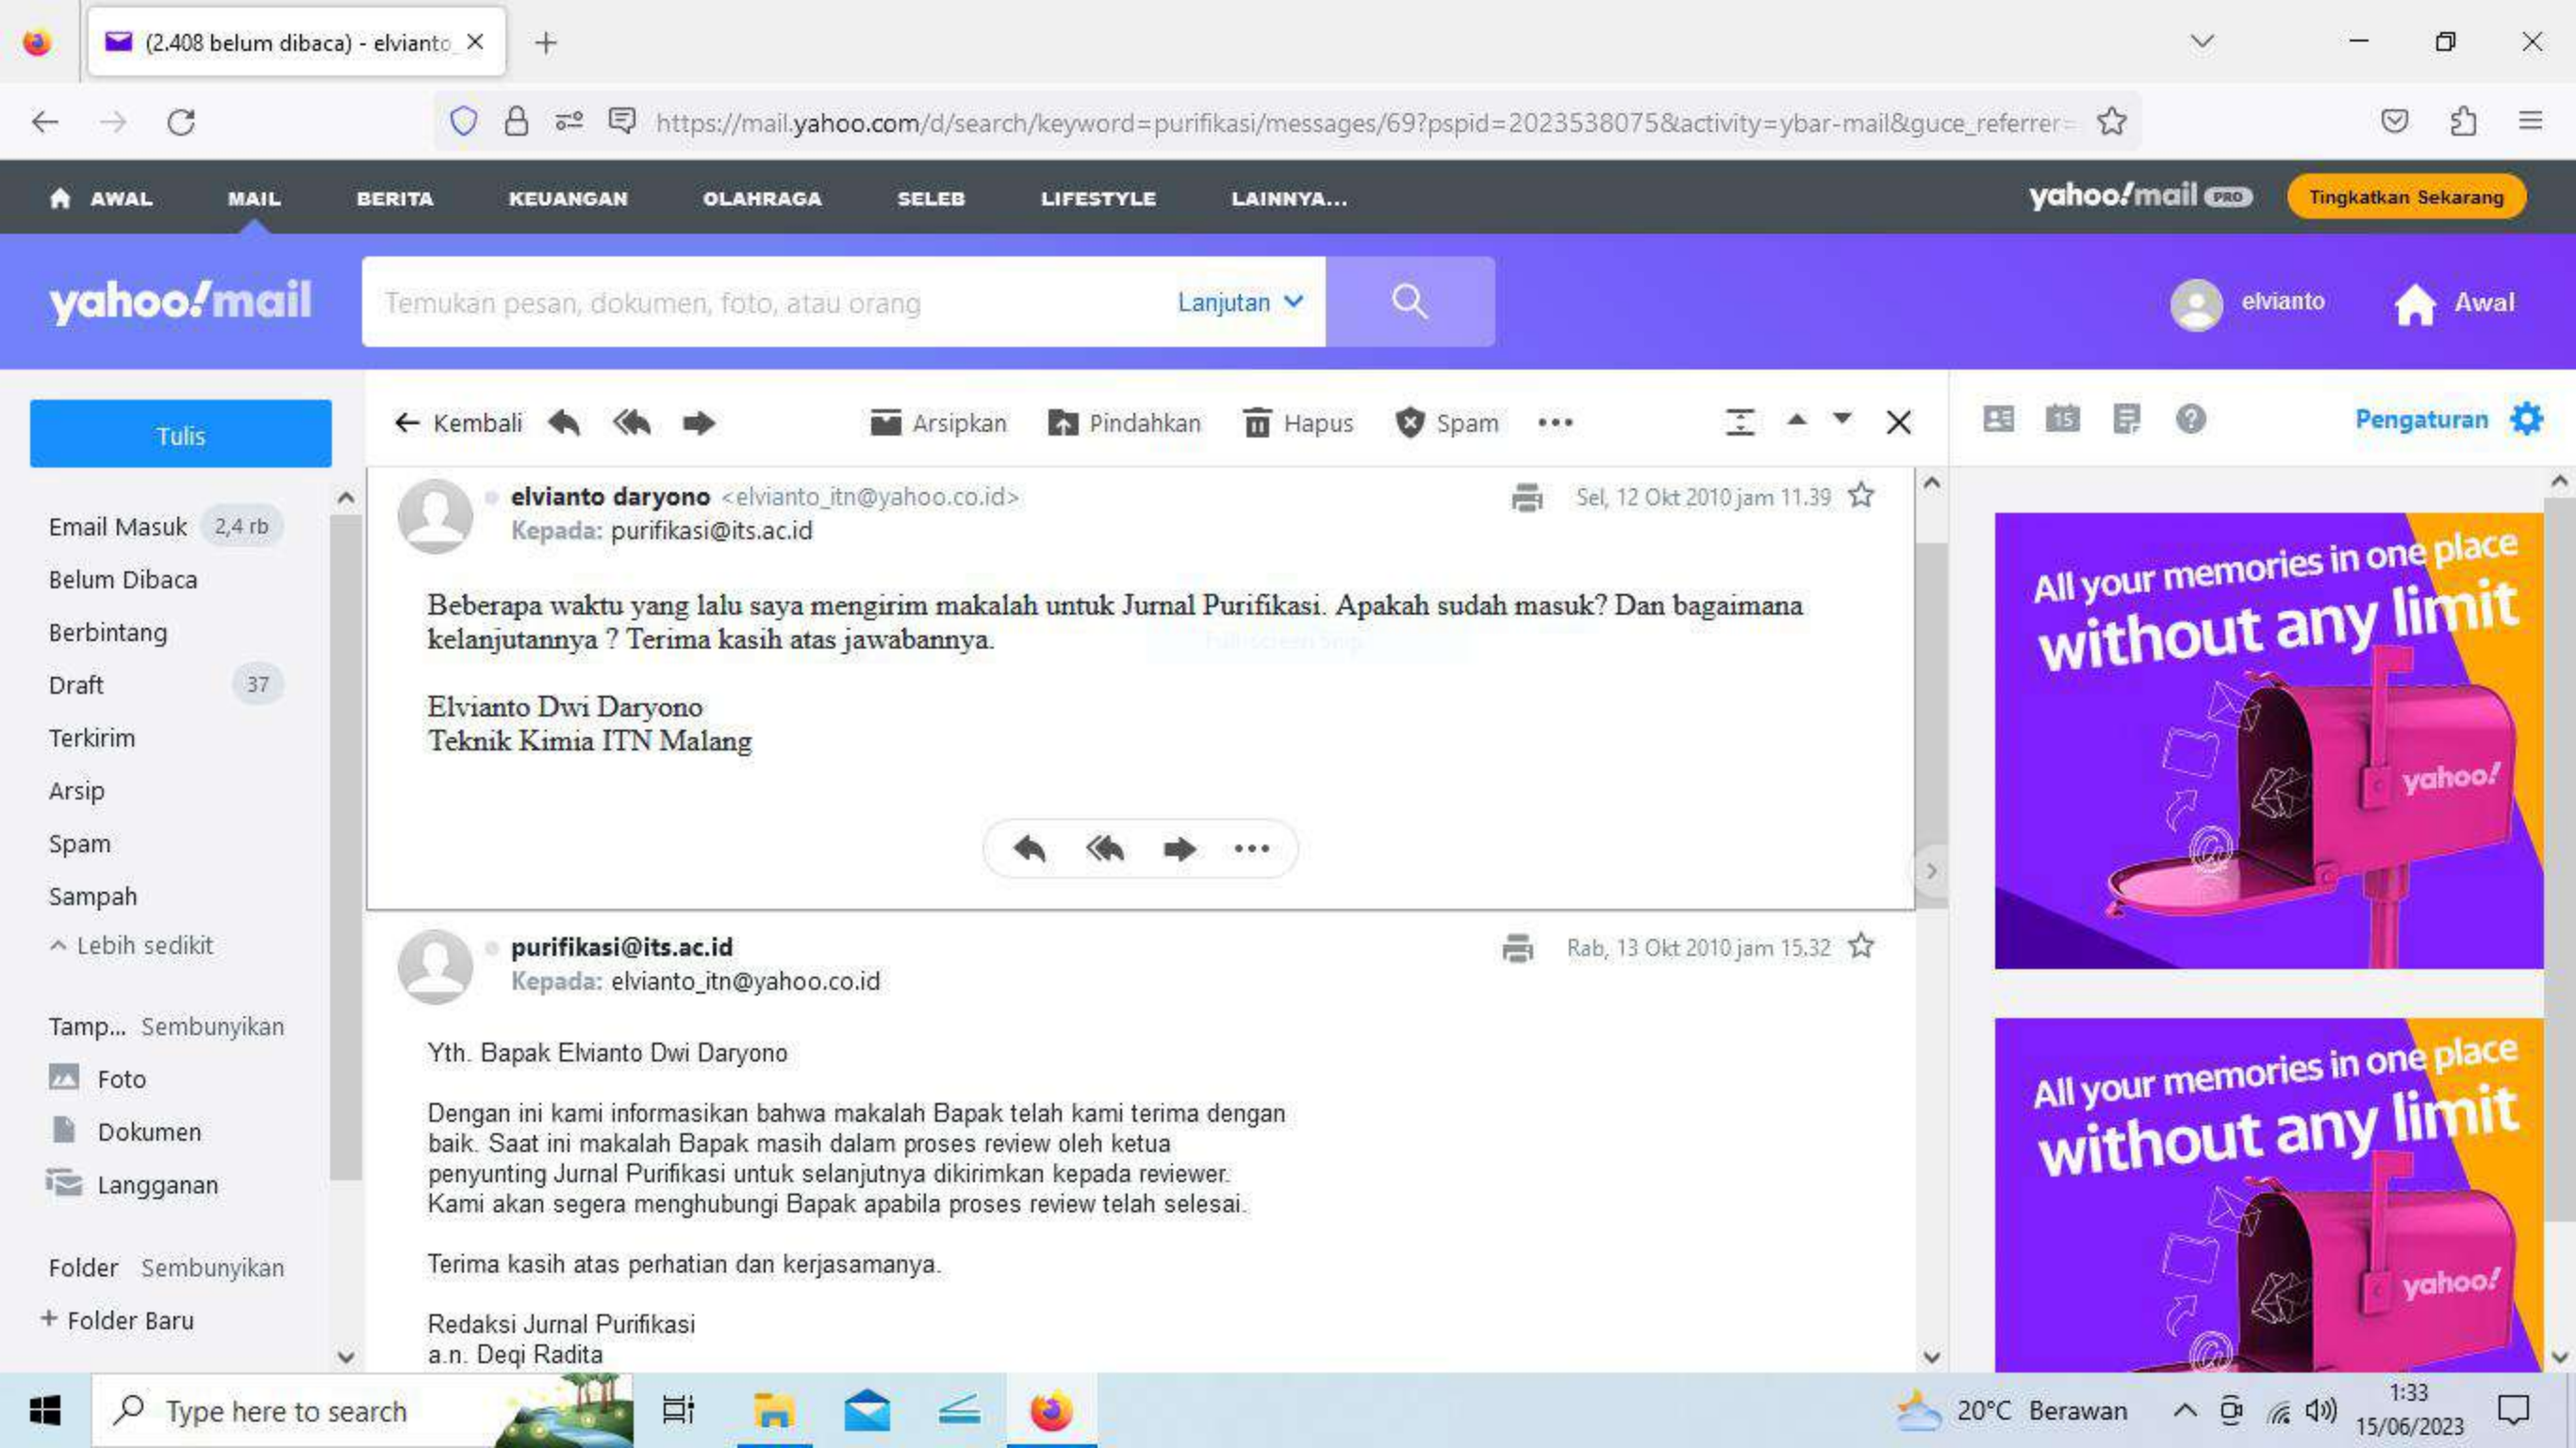 (2.408 belum dibaca) - elvianto_
https://mail.yahoo.com/d/search/keyword=purifikasi/messages/69?pspid=2023538075&activity=ybar-mail&guce_referrer=
AWAL MAIL BERITA KEUANGAN OLAHRAGA SELEB LIFESTYLE LAINNYA... yahoo!mail PRO Tingkatkan Sekarang
yahoo!mail Temukan pesan, dokumen, foto, atau orang Lanjutan elvianto Awal
Tulis
Kembali Arsipkan Pindahkan Hapus Spam 15 Pengaturan
Email Masuk 2,4 rb
Belum Dibaca
Berbintang
Draft 37
Terkirim
Arsip
Spam
Sampah
Lebih sedikit
Tamp... Sembunyikan
Foto
Dokumen
Langganan
Folder Sembunyikan
+ Folder Baru
elvianto daryono <elvianto_itn@yahoo.co.id> Sel, 12 Okt 2010 jam 11.39
Kepada: purifikasi@its.ac.id
Beberapa waktu yang lalu saya mengirim makalah untuk Jurnal Purifikasi. Apakah sudah masuk? Dan bagaimana
kelanjutannya ? Terima kasih atas jawabannya.
Elvianto Dwi Daryono
Teknik Kimia ITN Malang
purifikasi@its.ac.id Rab, 13 Okt 2010 jam 15.32
Kepada: elvianto_itn@yahoo.co.id
Yth. Bapak Elvianto Dwi Daryono
Dengan ini kami informasikan bahwa makalah Bapak telah kami terima dengan
baik. Saat ini makalah Bapak masih dalam proses review oleh ketua
penyunting Jurnal Purifikasi untuk selanjutnya dikirimkan kepada reviewer.
Kami akan segera menghubungi Bapak apabila proses review telah selesai.
Terima kasih atas perhatian dan kerjasamanya.
Redaksi Jurnal Purifikasi
a.n. Deqi Radita
All your memories in one place
without any limit
yahoo!
All your memories in one place
without any limit
yahoo!
Type here to search
20°C Berawan
1:33
15/06/2023